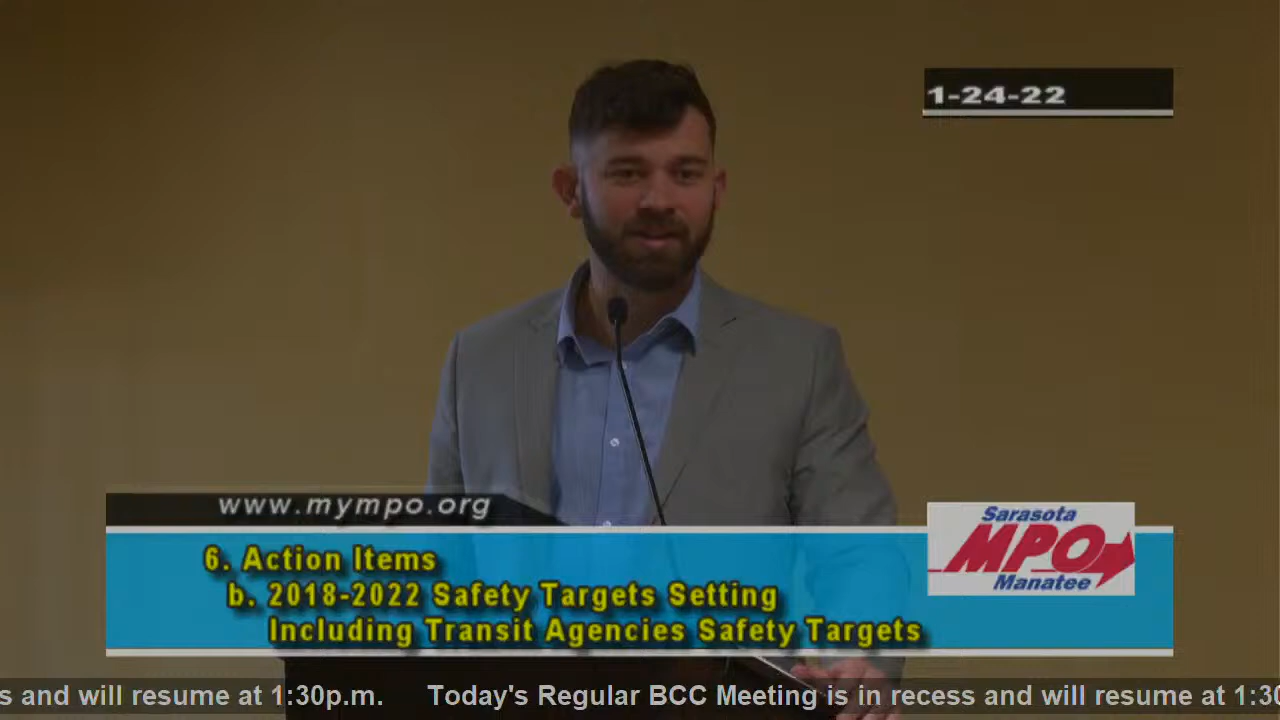 1-24-22
www.mympo.org
Sarasota
MPO
Manatee
6. Action Items
b. 2018-2022 Safety Targets Setting
Including Transit Agencies Safety Targets
s and will resume at 1:30p.m. Today's Regular BCC Meeting is in recess and will resume at 1:30